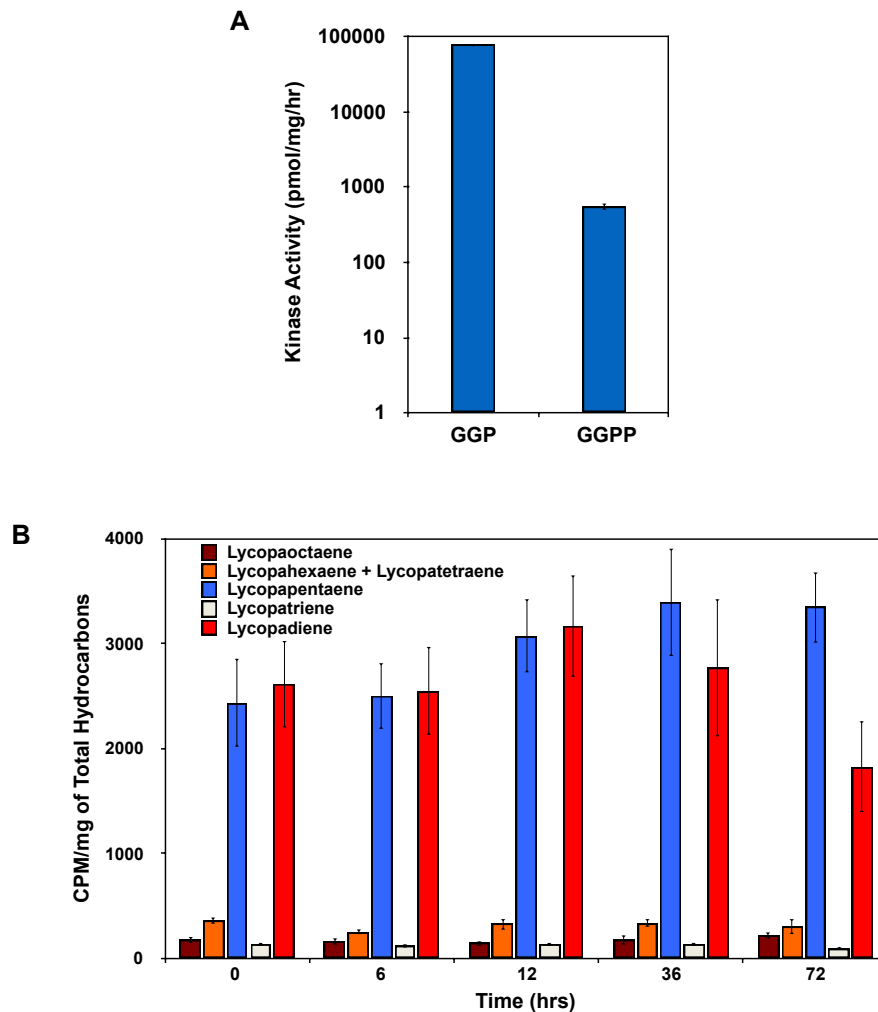 A
Kinase Activity (pmol/mg/hr)
100000
10000
1000
100
10
1
GGP GGPP
B
CPM/mg of Total Hydrocarbons
4000
3000
2000
1000
0
Lycopaoctaene
Lycopahexaene + Lycopatetraene
Lycopapentaene
Lycopatriene
Lycopadiene
0 6 12 36 72
Time (hrs)